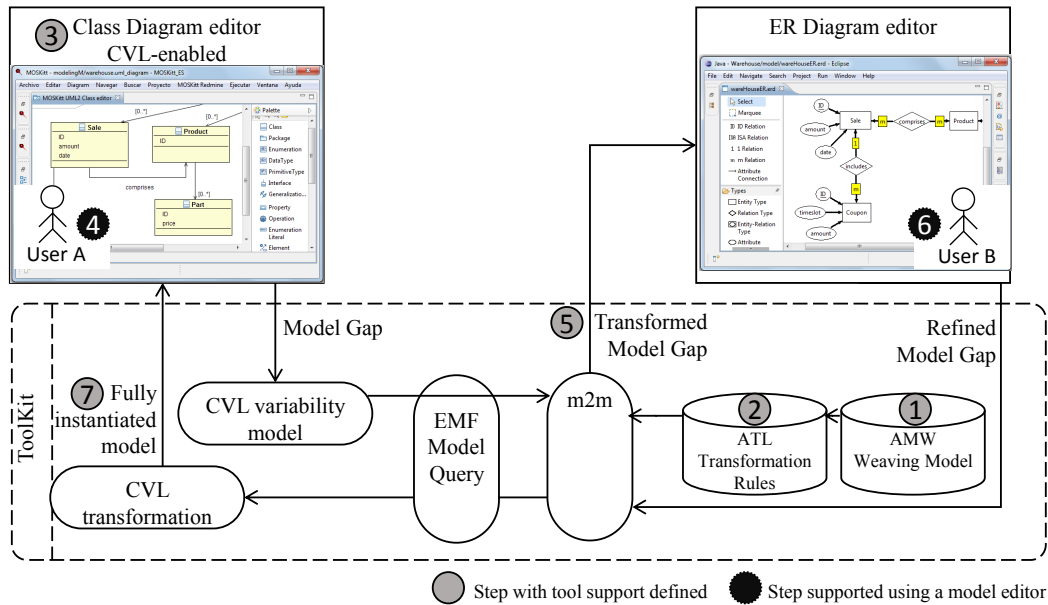 3 Class Diagram editor
CVL-enabled
MOSKitt - modelingM/warehouse.uml_diagram - MOSKitt_ES
Archivo Editar Diagram Navegar Buscar Proyecto MOSKitt Redmine Ejecutar Ventana Ayuda
MOSKitt UML2 Class editor
[0..*]
[0..*]
Sale
ID
amount
date
Product
ID
comprises
[0..*]
Part
ID
price
Palette
Class
Package
Enumeration
DataType
PrimitiveType
Interface
Generalizatio...
Property
Operation
Enumeration
Literal
Element
4
User A
ER Diagram editor
Java - Warehouse/model/wareHouseER.erd - Eclipse
File Edit Navigate Search Project Run Window Help
wareHouseER.erd
Select
Marquee
ID ID Relation
ISA ISA Relation
1 1 Relation
m m Relation
Attribute
Connection
Types
Entity Type
Relation Type
Entity-Relation
Type
Attribute
ID
amount
date
Sale
m
comprises
m
Product
1
includes
m
ID
timeslot
amount
Coupon
6
User B
ToolKit
Model Gap
5 Transformed
Model Gap
Refined
Model Gap
7 Fully
instantiated
model
CVL variability
model
EMF
Model
Query
m2m
2
ATL
Transformation
Rules
1
AMW
Weaving Model
CVL
transformation
Step with tool support defined
Step supported using a model editor